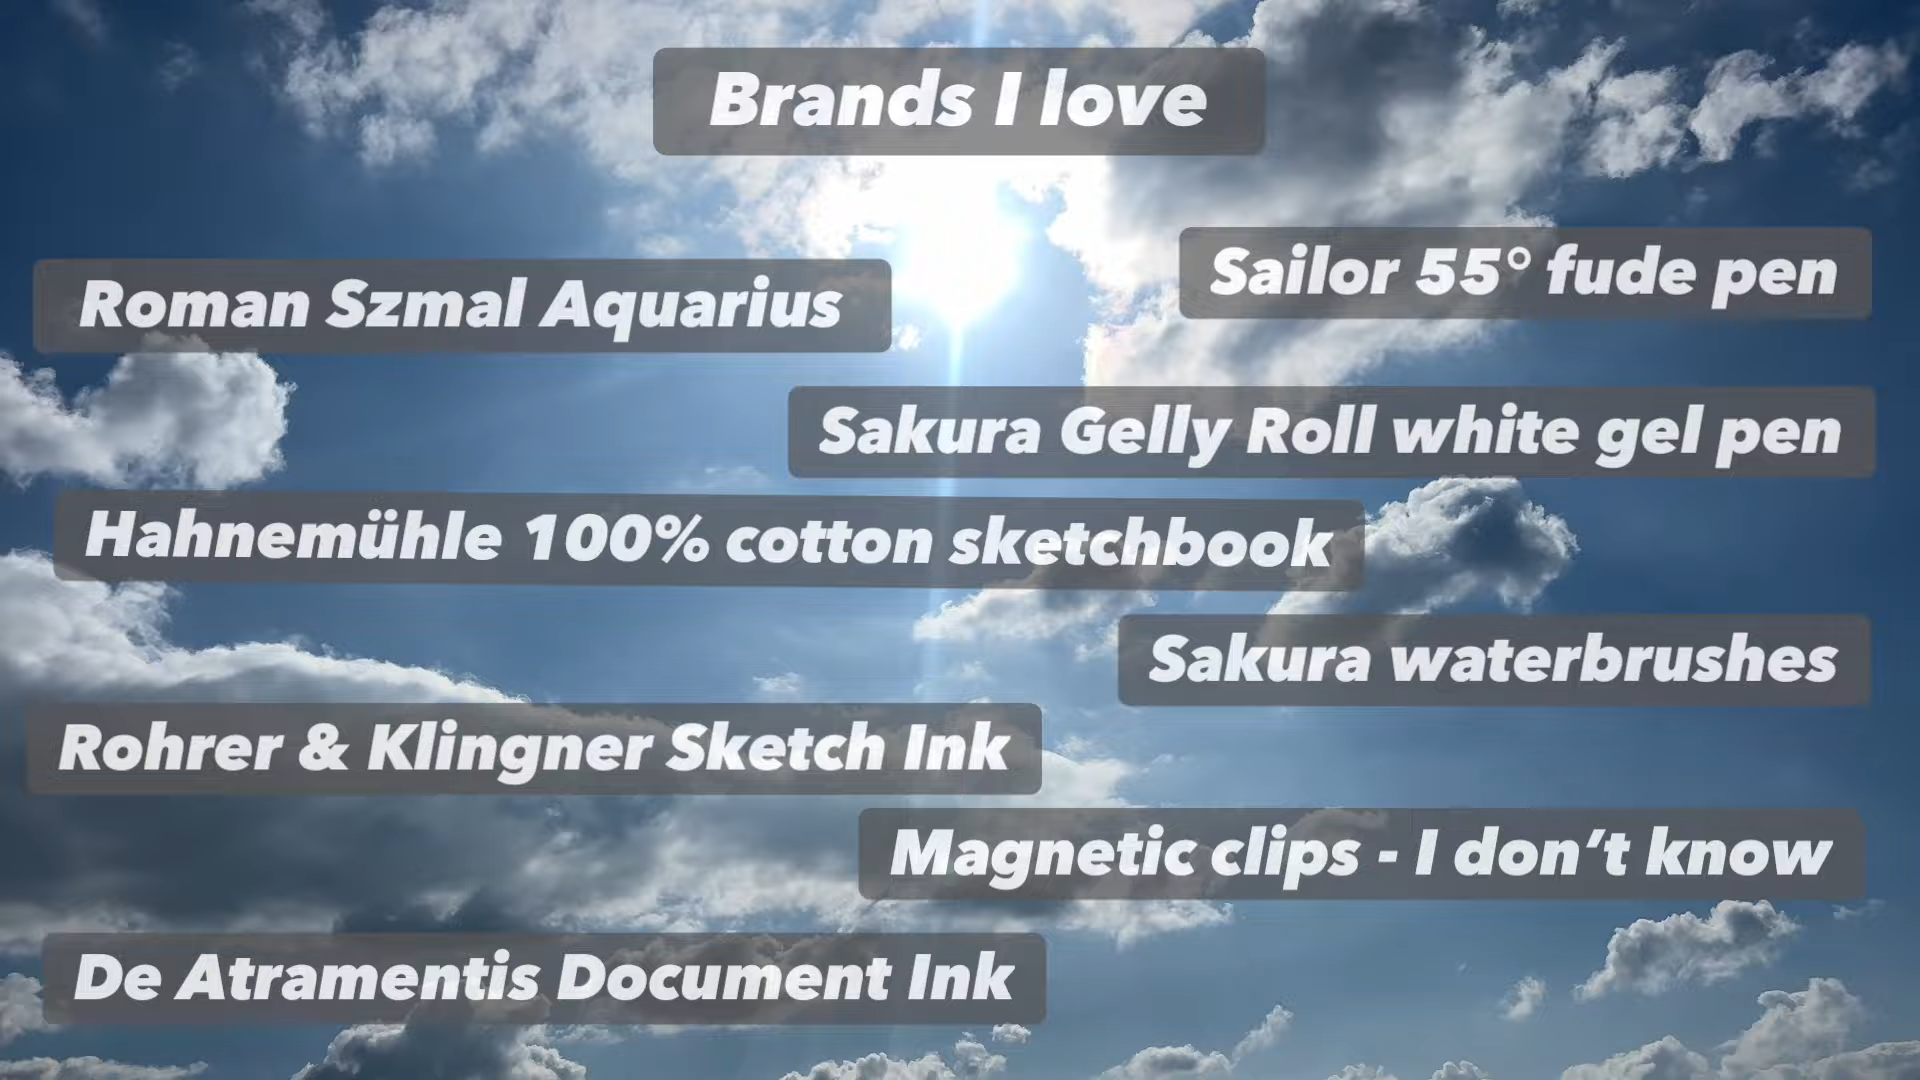 Brands I love
Sailor 55° fude pen
Roman Szmal Aquarius
Sakura Gelly Roll white gel pen
Hahnemühle 100% cotton sketchbook
Sakura waterbrushes
Rohrer & Klingner Sketch Ink
Magnetic clips - I don’t know
De Atramentis Document Ink